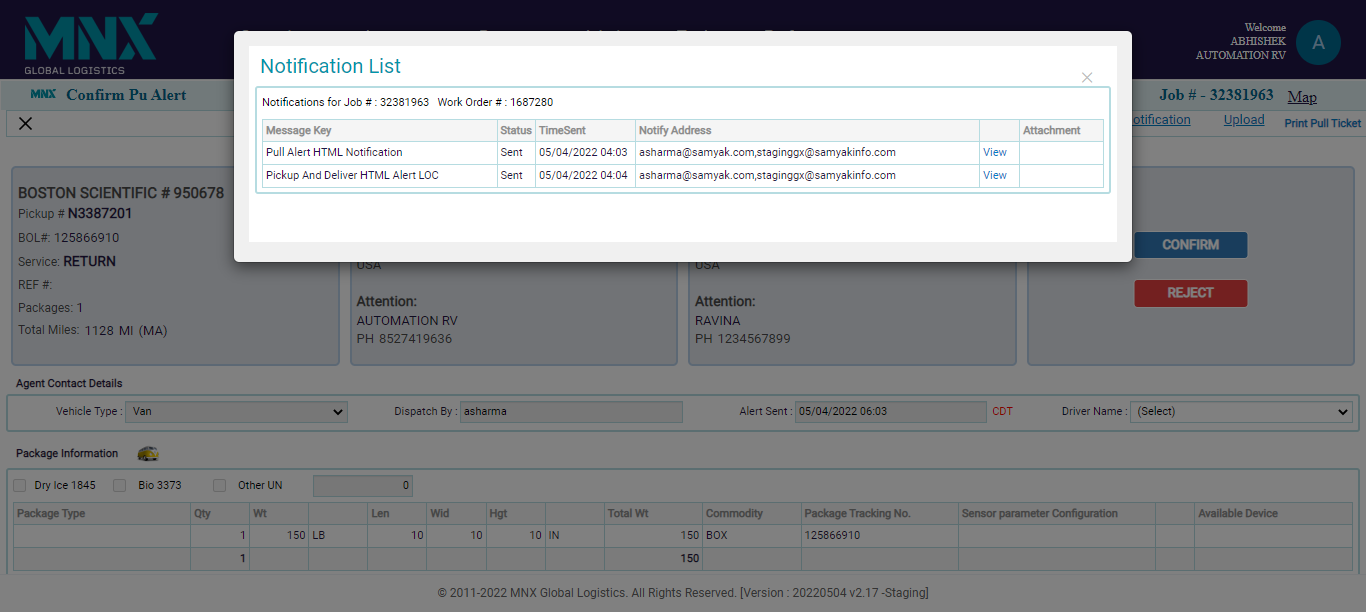 MNX
GLOBAL LOGISTICS
Welcome
ABHISHEK
AUTOMATION RV
A
MNX Confirm Pu Alert
Job # - 32381963 Map
otification Upload Print Pull Ticket
Notification List
Notifications for Job # : 32381963 Work Order # : 1687280
Message Key Status TimeSent Notify Address Attachment
Pull Alert HTML Notification Sent 05/04/2022 04:03 asharma@samyak.com,staginggx@samyakinfo.com View
Pickup And Deliver HTML Alert LOC Sent 05/04/2022 04:04 asharma@samyak.com,staginggx@samyakinfo.com View
BOSTON SCIENTIFIC # 950678
Pickup # N3387201
BOL#: 125866910
Service: RETURN
REF #:
Packages: 1
Total Miles: 1128 MI (MA)
USA
Attention:
AUTOMATION RV
PH 8527419636
USA
Attention:
RAVINA
PH 1234567899
CONFIRM
REJECT
Agent Contact Details
Vehicle Type : Van Dispatch By : asharma Alert Sent : 05/04/2022 06:03 CDT Driver Name : (Select)
Package Information
Dry Ice 1845 Bio 3373 Other UN 0
Package Type Qty Wt Len Wid Hgt Total Wt Commodity Package Tracking No. Sensor parameter Configuration Available Device
1 150 LB 10 10 10 IN 150 BOX 125866910
1 150
© 2011-2022 MNX Global Logistics. All Rights Reserved. [Version : 20220504 v2.17 -Staging]